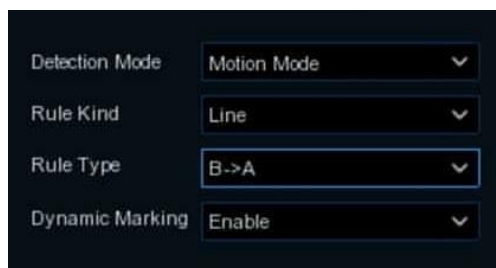 Detection Mode Motion Mode
Rule Kind Line
Rule Type B->A
Dynamic Marking Enable